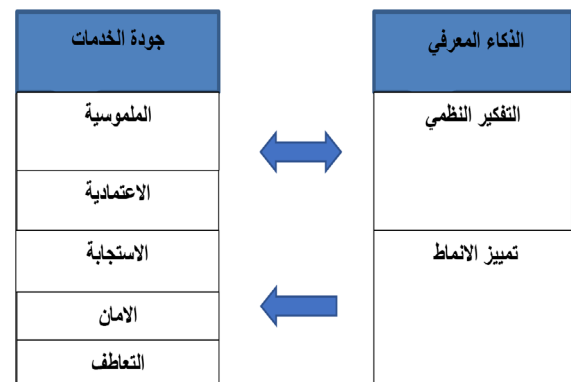 الذكاء المعرفي
التفكير النظمي
تمييز الانماط
جودة الخدمات
الملموسية
الاعتمادية
الاستجابة
الامان
التعاطف